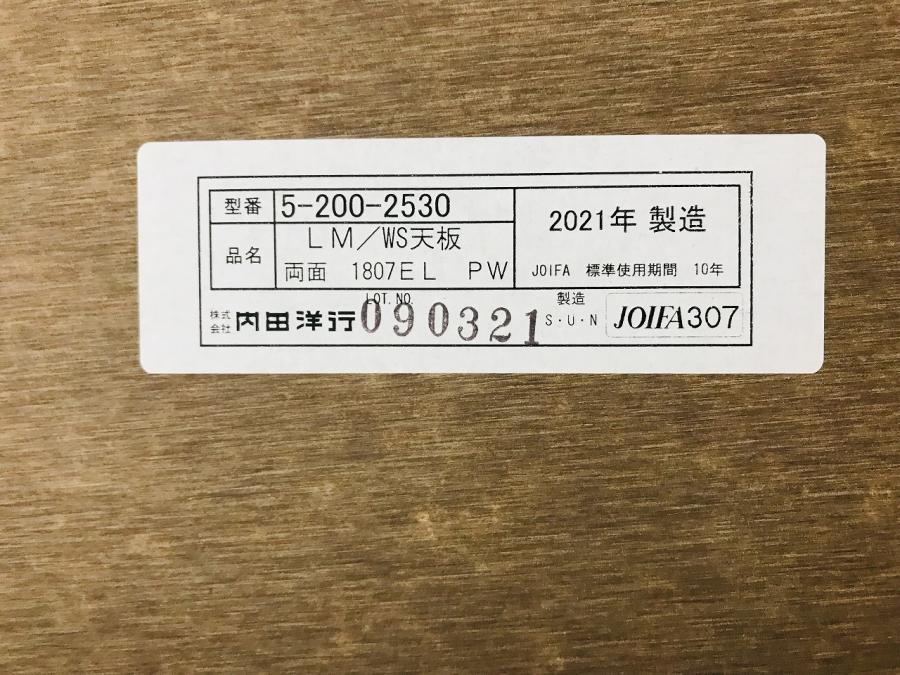 型番 5-200-2530
品名 LM/WS天板
両面 1807EL PW
2021年 製造
JOIFA 標準使用期間 10年
株式会社 内田洋行
LOT.NO.
090321
製造
S・U・N
JOIFA307